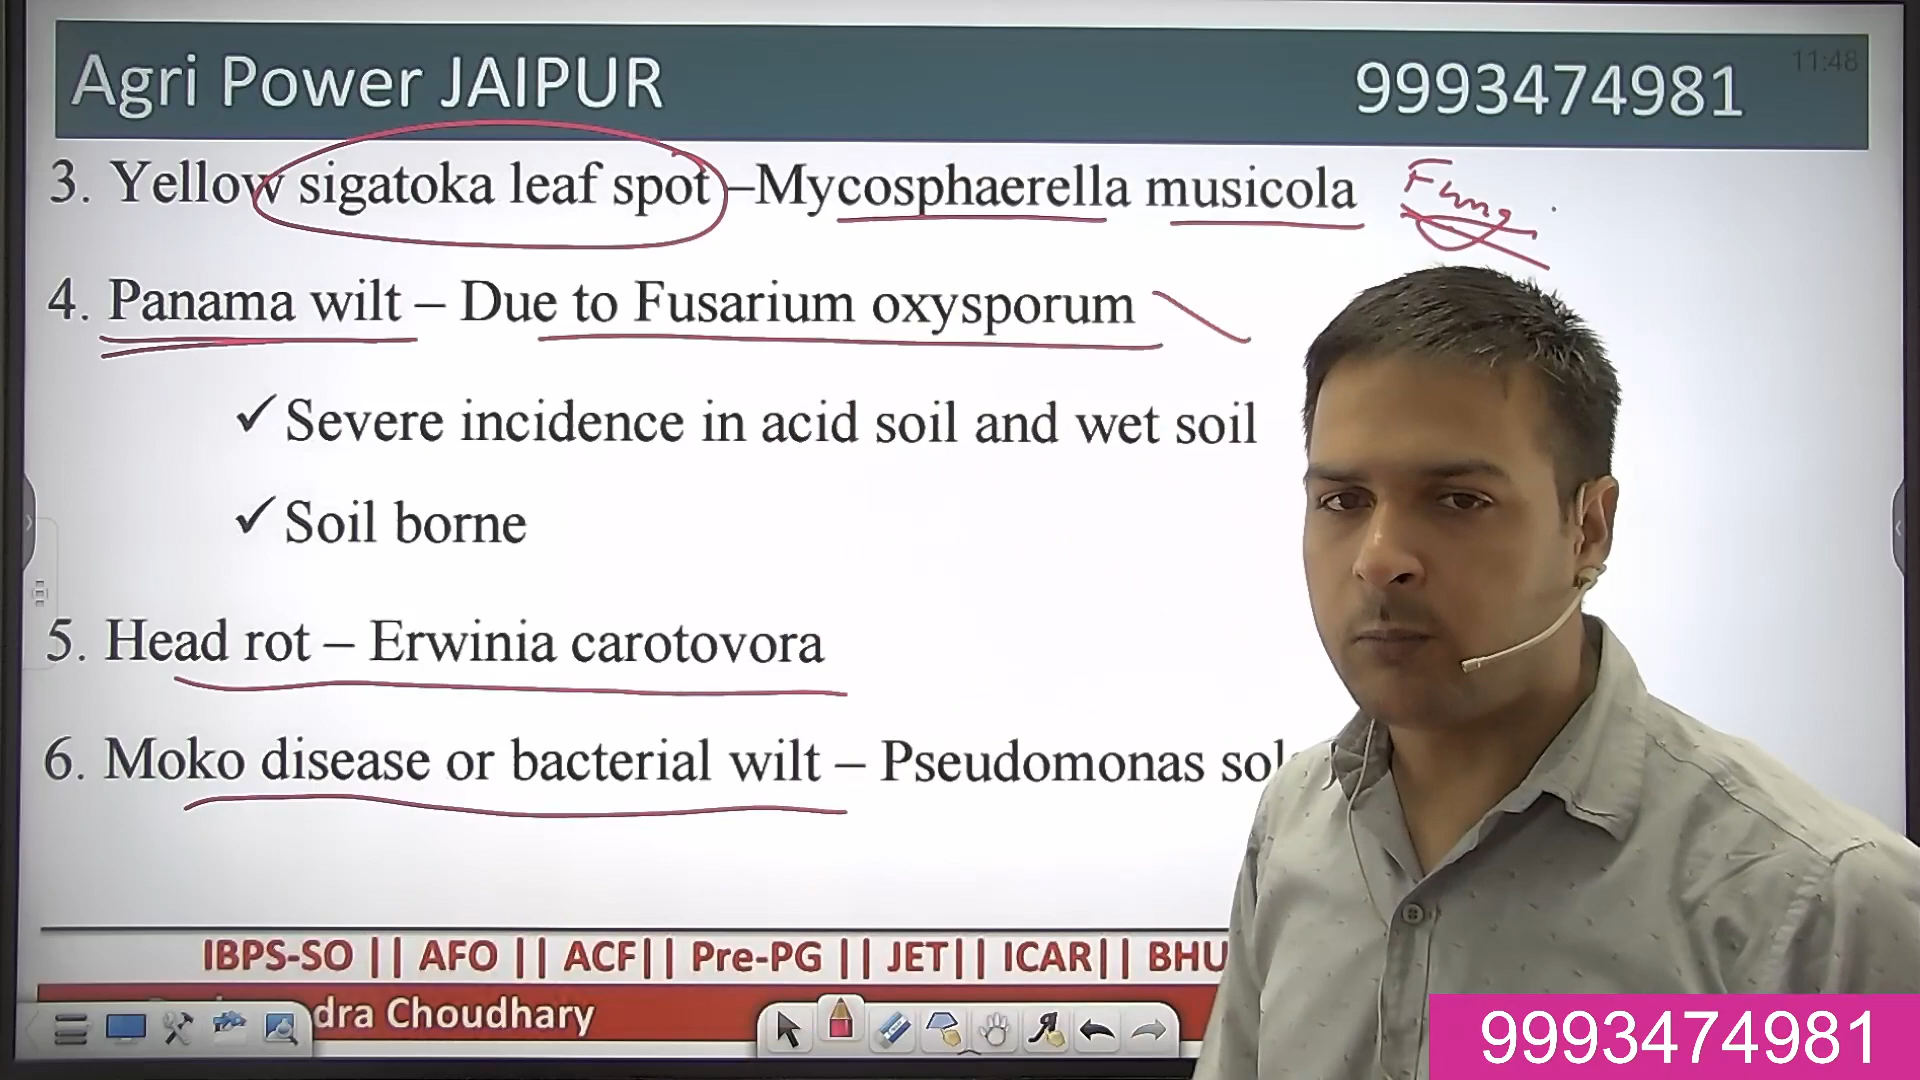 Agri Power JAIPUR 9993474981
11:48
3. Yellow sigatoka leaf spot –Mycosphaerella musicola
4. Panama wilt – Due to Fusarium oxysporum
✓ Severe incidence in acid soil and wet soil
✓ Soil borne
5. Head rot – Erwinia carotovora
6. Moko disease or bacterial wilt – Pseudomonas
IBPS-SO || AFO || ACF|| Pre-PG || JET|| ICAR|| BHU
Choudhary
9993474981